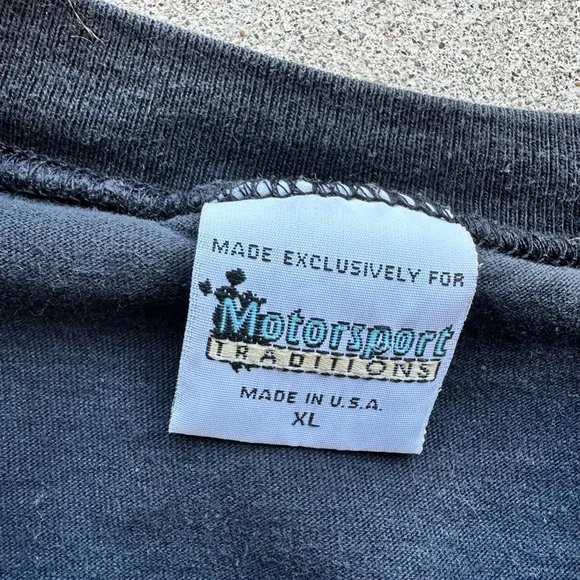 MADE EXCLUSIVELY FOR
Motorsport
TRADITIONS
MADE IN U.S.A.
XL